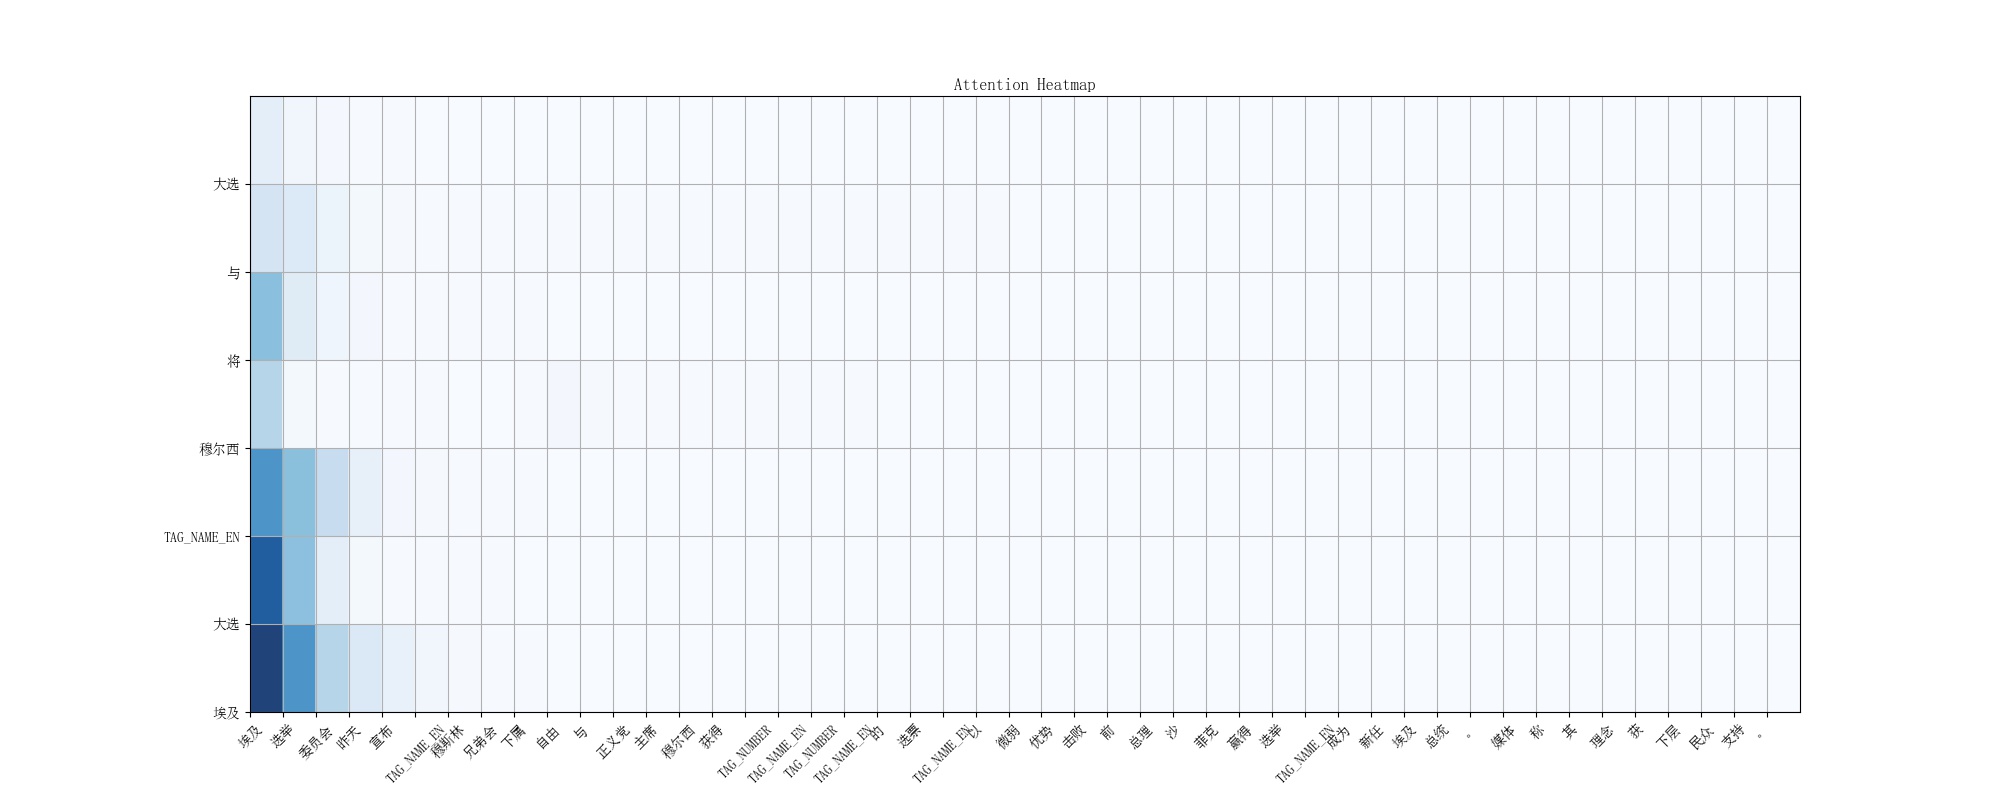 Attention Heatmap
大选
与
将
穆尔西
TAG_NAME_EN
大选
埃及
埃及 选举 委员会 昨天 宣布 TAG_NAME_EN 穆斯林 兄弟会 下属 自由 与 正义党 主席 穆尔西 获得 TAG_NUMBER TAG_NAME_EN TAG_NUMBER TAG_NAME_EN 的 选票 TAG_NAME_EN 以 微弱 优势 击败 前 总理 沙 菲克 赢得 选举 TAG_NAME_EN 成为 新任 埃及 总统 。 媒体 称 其 理念 获 下层 民众 支持 。